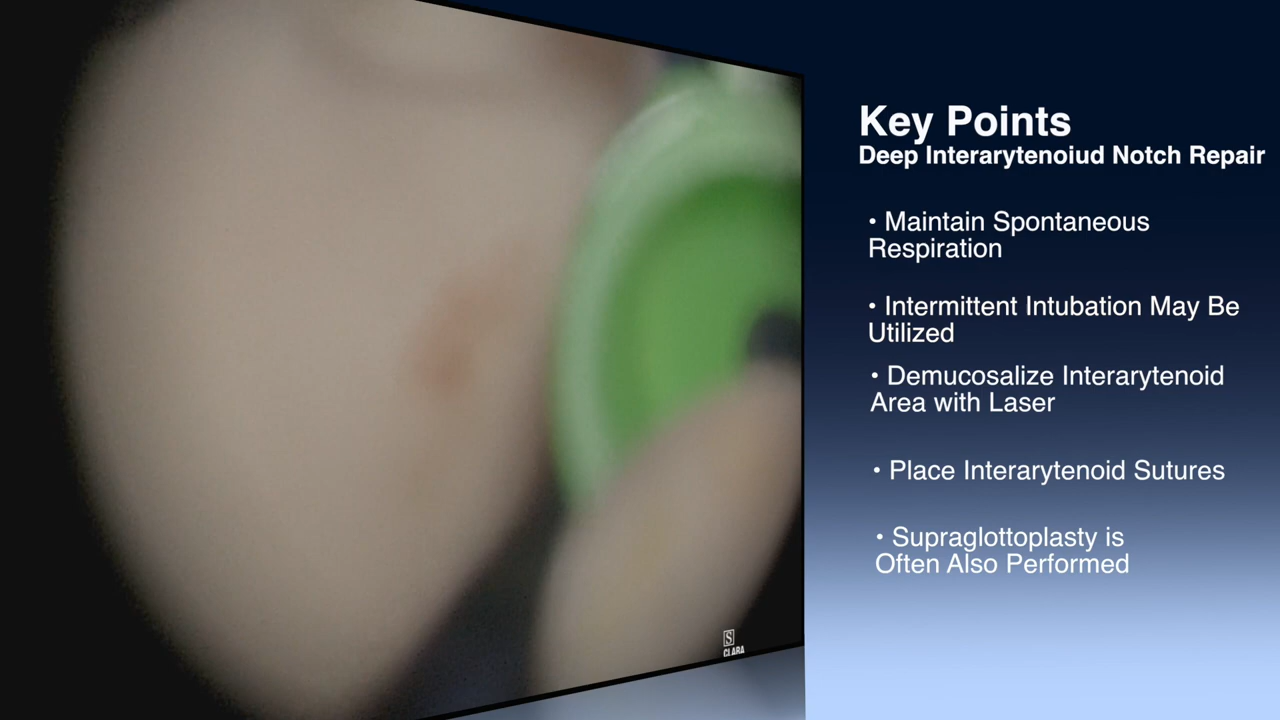 Key Points
Deep Interarytenoiud Notch Repair
• Maintain Spontaneous
Respiration
• Intermittent Intubation May Be
Utilized
• Demucosalize Interarytenoid
Area with Laser
• Place Interarytenoid Sutures
• Supraglottoplasty is
Often Also Performed
S
CLARA